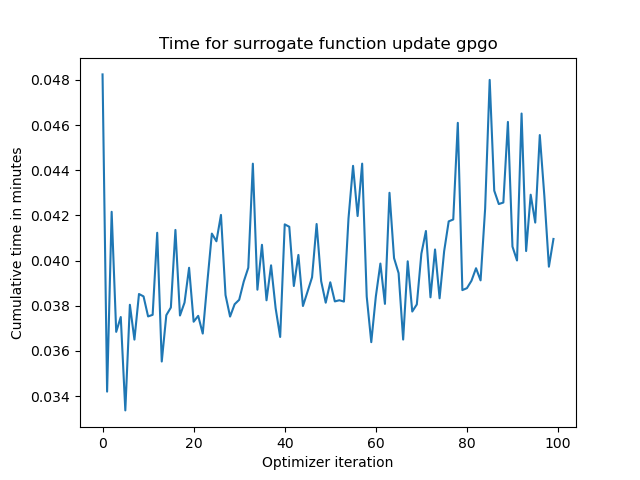 Time for surrogate function update gpgo
0.048
0.046
0.044
0.042
0.040
0.038
0.036
0.034
Cumulative time in minutes
0 20 40 60 80 100
Optimizer iteration